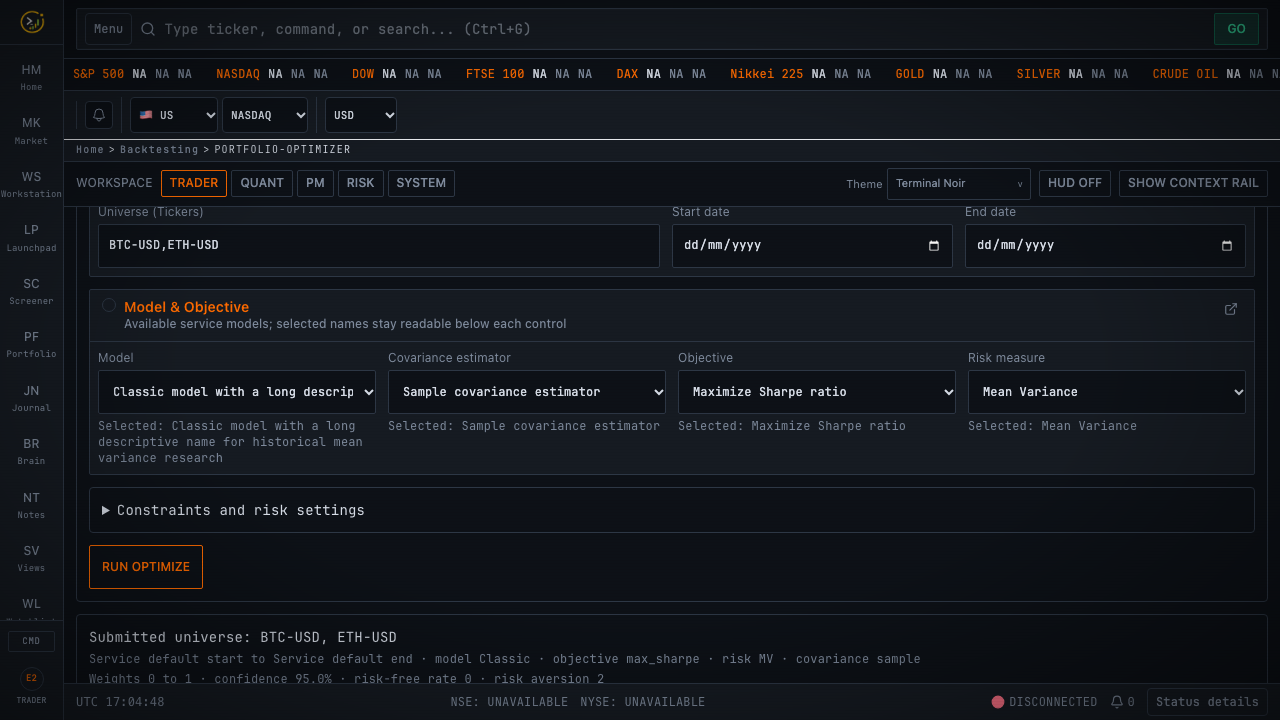 Menu Type ticker, command, or search... (Ctrl+G) GO
S&P 500 NA NA NA NASDAQ NA NA NA DOW NA NA NA FTSE 100 NA NA NA DAX NA NA NA Nikkei 225 NA NA NA GOLD NA NA NA SILVER NA NA NA CRUDE OIL NA NA
US NASDAQ USD
Home > Backtesting > PORTFOLIO-OPTIMIZER
WORKSPACE TRADER QUANT PM RISK SYSTEM Theme Terminal Noir HUD OFF SHOW CONTEXT RAIL
HM
Home
MK
Market
WS
Workstation
LP
Launchpad
SC
Screener
PF
Portfolio
JN
Journal
BR
Brain
NT
Notes
SV
Views
WL
CMD
E2
TRADER
Universe (Tickers) Start date End date
BTC-USD,ETH-USD dd/mm/yyyy dd/mm/yyyy
Model & Objective
Available service models; selected names stay readable below each control
Model Covariance estimator Objective Risk measure
Classic model with a long descrip Sample covariance estimator Maximize Sharpe ratio Mean Variance
Selected: Classic model with a long Selected: Sample covariance estimator Selected: Maximize Sharpe ratio Selected: Mean Variance
descriptive name for historical mean
variance research
Constraints and risk settings
RUN OPTIMIZE
Submitted universe: BTC-USD, ETH-USD
Service default start to Service default end · model Classic · objective max_sharpe · risk MV · covariance sample
Weights 0 to 1 · confidence 95.0% · risk-free rate 0 · risk aversion 2
UTC 17:04:48 NSE: UNAVAILABLE NYSE: UNAVAILABLE DISCONNECTED 0 Status details